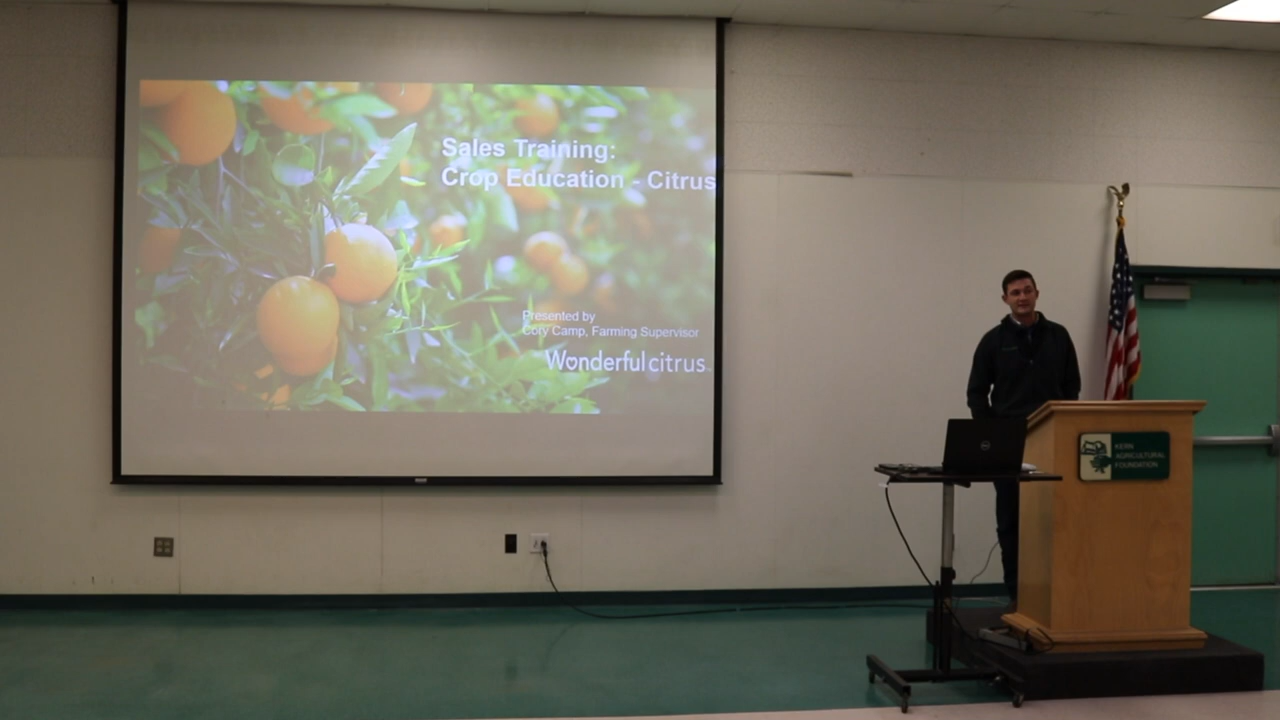 Sales Training:
Crop Education - Citrus
Presented by
Cory Camp, Farming Supervisor
Wonderful citrus
KERN
AGRICULTURAL
FOUNDATION